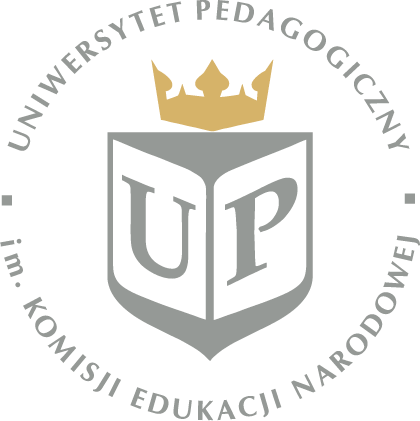 UNIWERSYTET PEDAGOGICZNY
UP
im. KOMISJI EDUKACJI NARODOWEJ